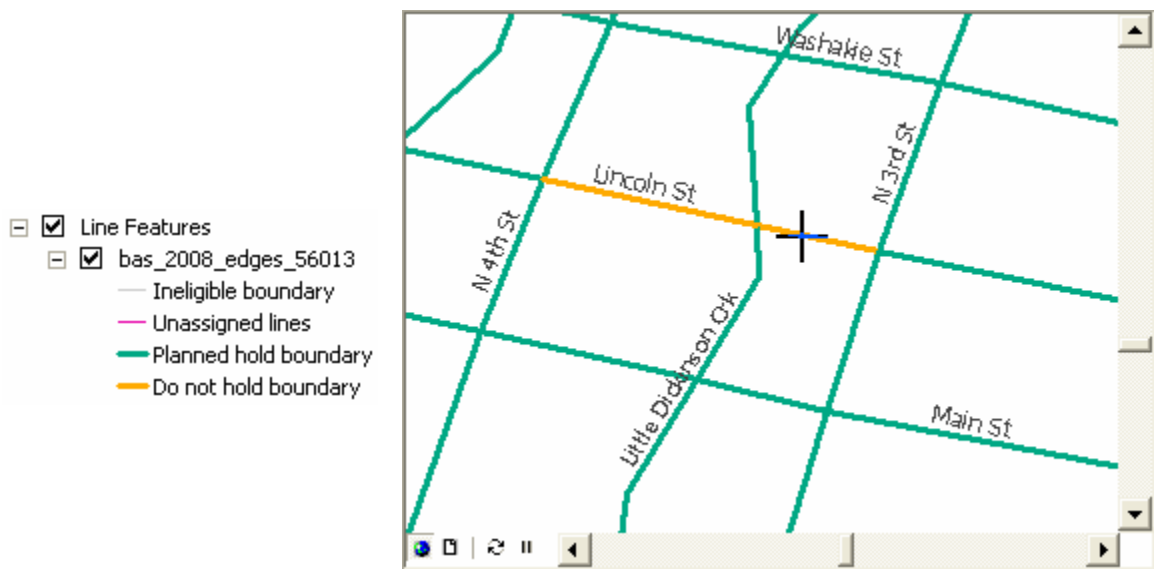 Line Features
bas_2008_edges_56013
Ineligible boundary
Unassigned lines
Planned hold boundary
Do not hold boundary
Washakie St
N 3rd St
Lincoln St
N 4th St
Little Dickinson Crk
Main St